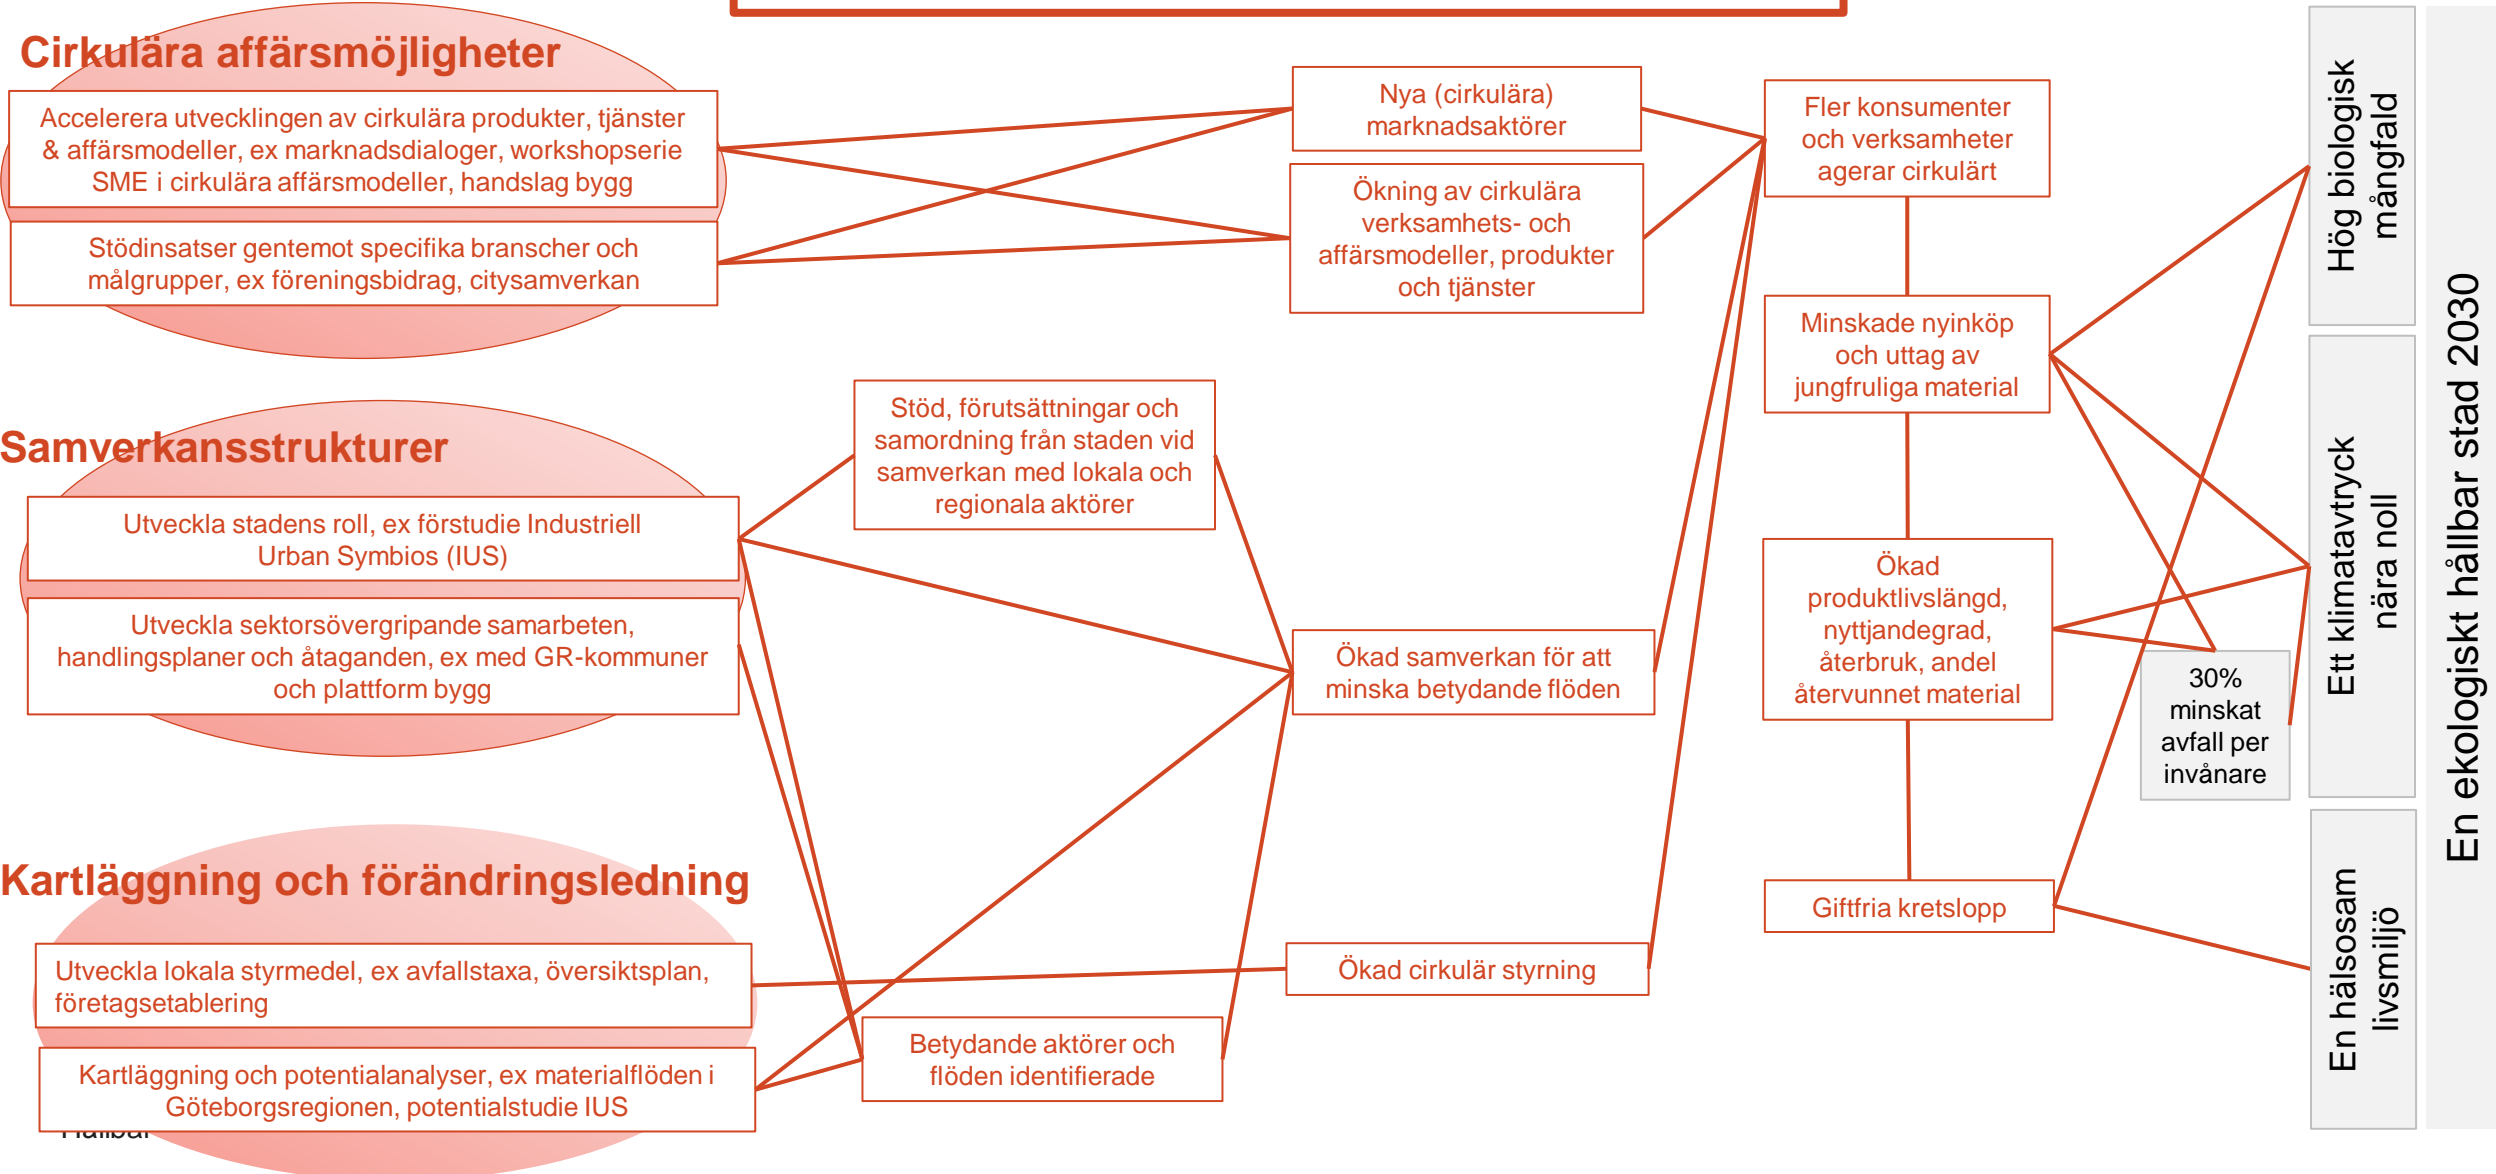 Cirkulära affärsmöjligheter
Accelerera utvecklingen av cirkulära produkter, tjänster
& affärsmodeller, ex marknadsdialoger, workshopserie
SME i cirkulära affärsmodeller, handslag bygg
Stödinsatser gentemot specifika branscher och
målgrupper, ex föreningsbidrag, citysamverkan
Samverkansstrukturer
Utveckla stadens roll, ex förstudie Industriell
Urban Symbios (IUS)
Utveckla sektorsövergripande samarbeten,
handlingsplaner och åtaganden, ex med GR-kommuner
och plattform bygg
Kartläggning och förändringsledning
Utveckla lokala styrmedel, ex avfallstaxa, översiktsplan,
företagsetablering
Kartläggning och potentialanalyser, ex materialflöden i
Göteborgsregionen, potentialstudie IUS
Stöd, förutsättningar och
samordning från staden vid
samverkan med lokala och
regionala aktörer
Betydande aktörer och
flöden identifierade
Nya (cirkulära)
marknadsaktörer
Ökning av cirkulära
verksamhets- och
affärsmodeller, produkter
och tjänster
Ökad samverkan för att
minska betydande flöden
Ökad cirkulär styrning
Fler konsumenter
och verksamheter
agerar cirkulärt
Minskade nyinköp
och uttag av
jungfruliga material
Ökad
produktlivslängd,
nyttjandegrad,
återbruk, andel
återvunnet material
Giftfria kretslopp
30%
minskat
avfall per
invånare
Hög biologisk
mångfald
Ett klimatavtryck
nära noll
En hälsosam
livsmiljö
En ekologiskt hållbar stad 2030